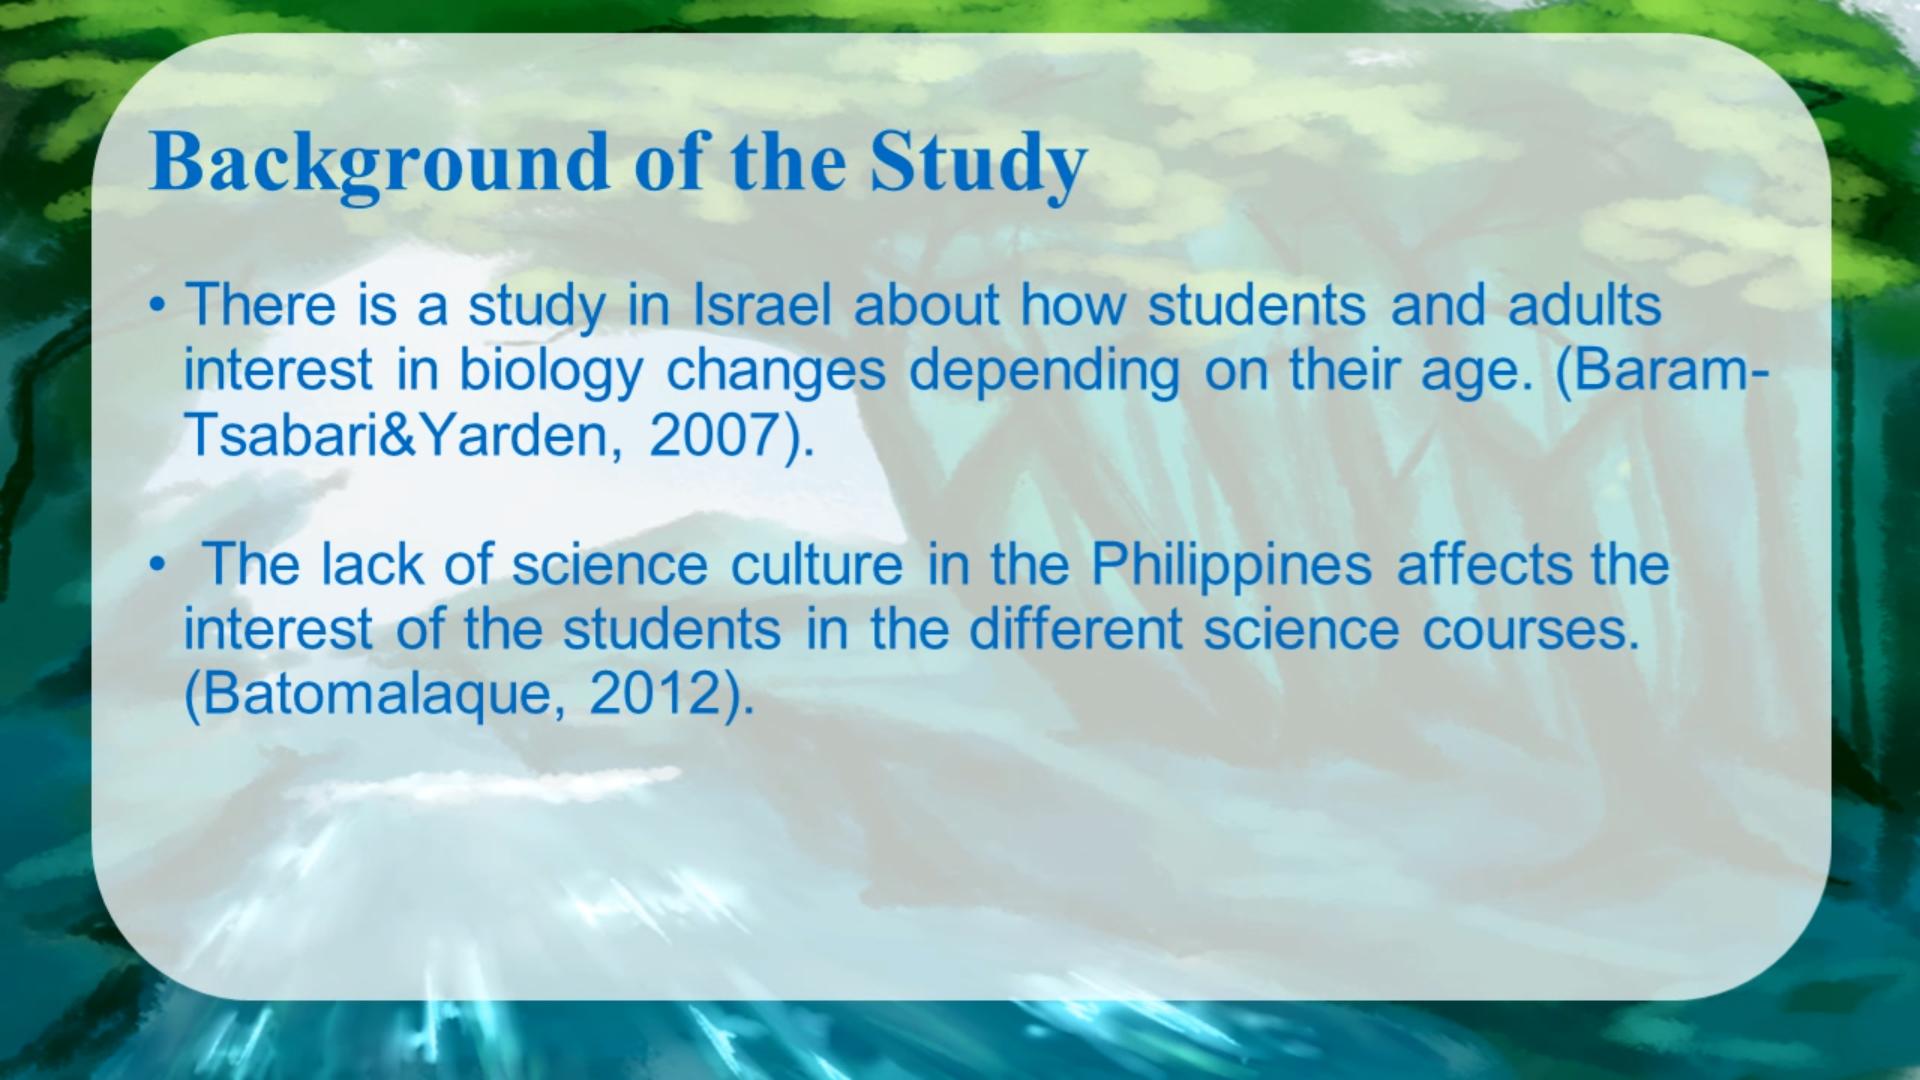 Background of the Study
• There is a study in Israel about how students and adults
interest in biology changes depending on their age. (Baram-
Tsabari&Yarden, 2007).
• The lack of science culture in the Philippines affects the
interest of the students in the different science courses.
(Batomalaque, 2012).